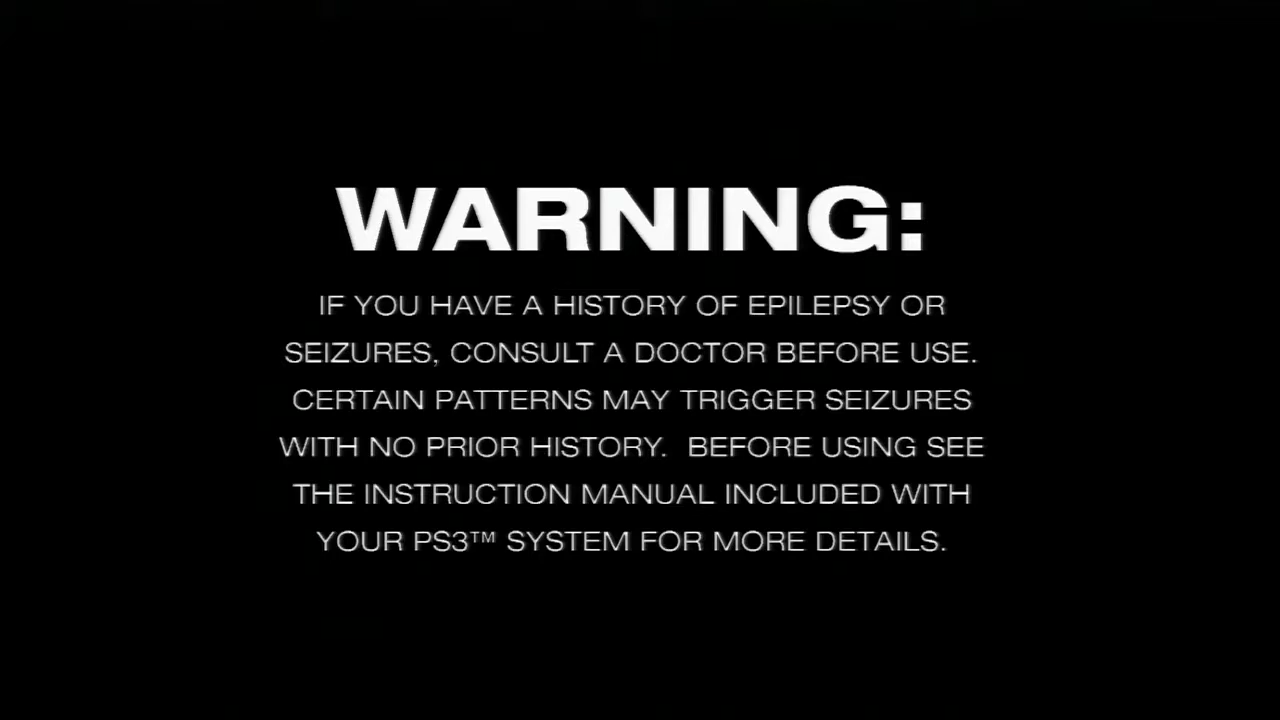 WARNING:
IF YOU HAVE A HISTORY OF EPILEPSY OR
SEIZURES, CONSULT A DOCTOR BEFORE USE.
CERTAIN PATTERNS MAY TRIGGER SEIZURES
WITH NO PRIOR HISTORY.  BEFORE USING SEE
THE INSTRUCTION MANUAL INCLUDED WITH
YOUR PS3™ SYSTEM FOR MORE DETAILS.